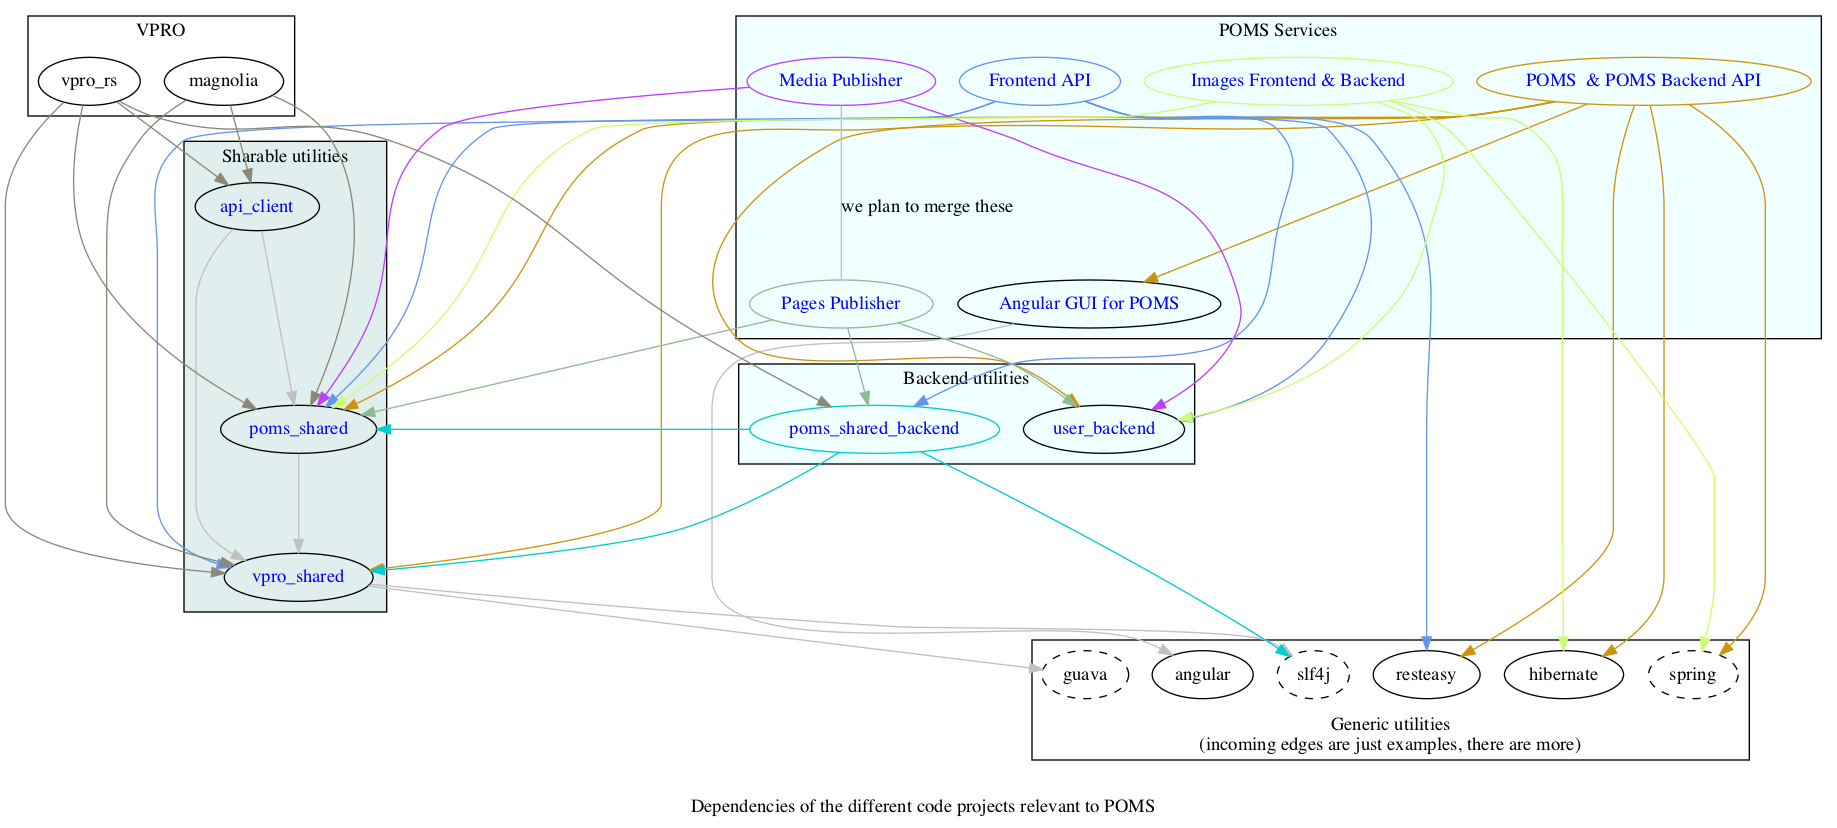 VPRO
POMS Services
vpro_rs
magnolia
Media Publisher
Frontend API
Images Frontend & Backend
POMS & POMS Backend API
Sharable utilities
api_client
we plan to merge these
Pages Publisher
Angular GUI for POMS
Backend utilities
poms_shared
poms_shared_backend
user_backend
vpro_shared
guava
angular
slf4j
resteasy
hibernate
spring
Generic utilities
(incoming edges are just examples, there are more)
Dependencies of the different code projects relevant to POMS